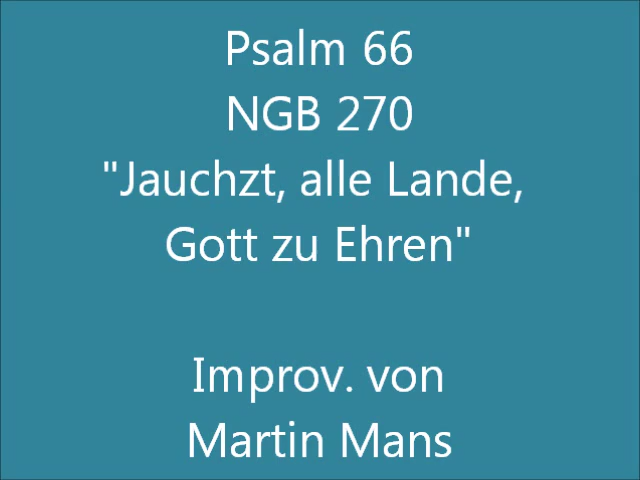 Psalm 66
NGB 270
"Jauchzt, alle Lande,
Gott zu Ehren"
Improv. von
Martin Mans